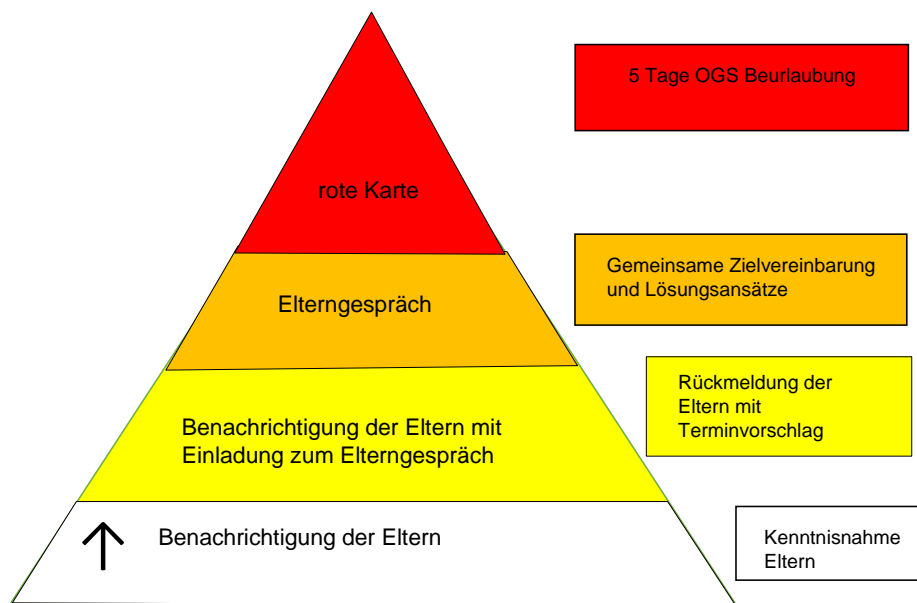 5 Tage OGS Beurlaubung
rote Karte
Gemeinsame Zielvereinbarung
und Lösungsansätze
Elterngespräch
Rückmeldung der
Eltern mit
Terminvorschlag
Benachrichtigung der Eltern mit
Einladung zum Elterngespräch
Benachrichtigung der Eltern
Kenntnisnahme
Eltern